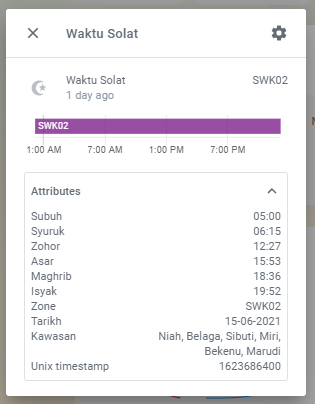 Waktu Solat
Waktu Solat SWK02
1 day ago
SWK02
1:00 AM 7:00 AM 1:00 PM 7:00 PM
Attributes
Subuh 05:00
Syuruk 06:15
Zohor 12:27
Asar 15:53
Maghrib 18:36
Isyak 19:52
Zone SWK02
Tarikh 15-06-2021
Kawasan Niah, Belaga, Sibuti, Miri,
Bekenu, Marudi
Unix timestamp 1623686400